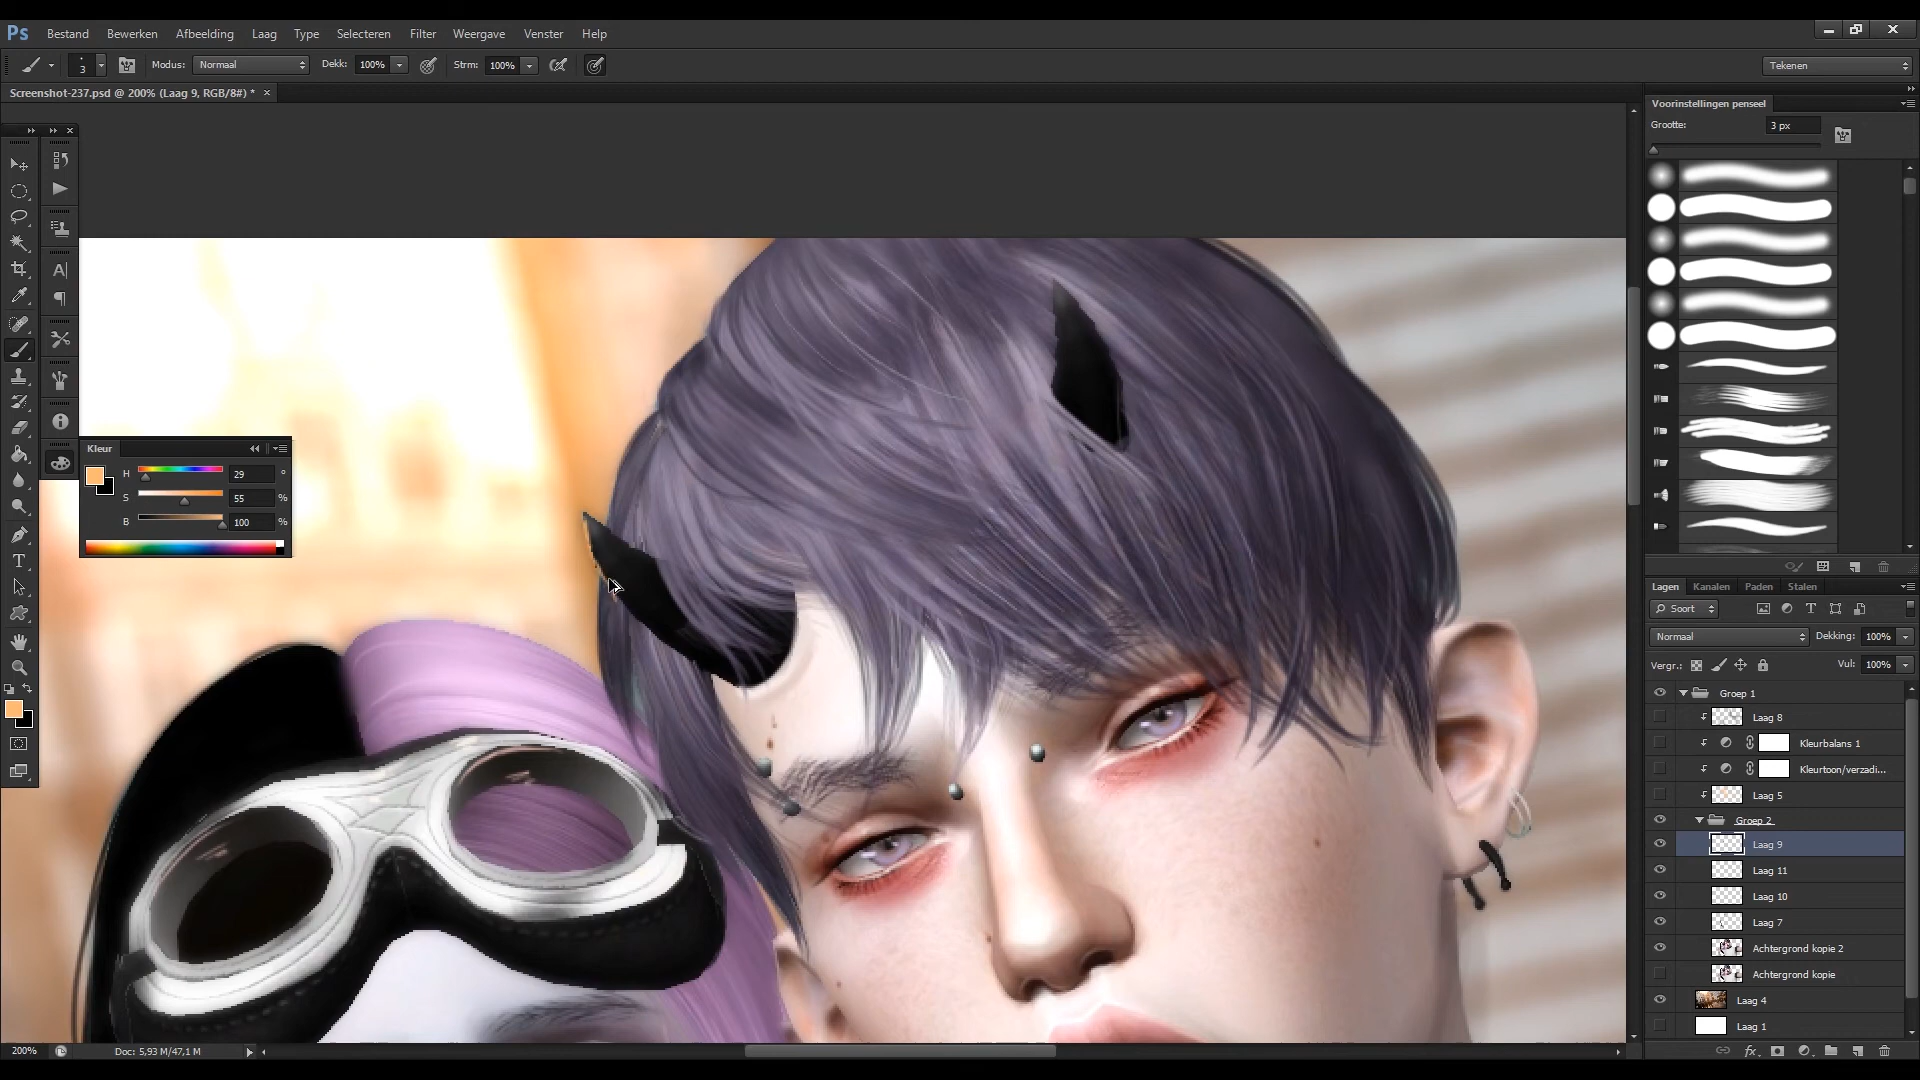 Ps Bestand Bewerken Afbeelding Laag Type Selecteren Filter Weergave Venster Help
3 Modus: Normaal Dekk: 100% Strm: 100% Tekenen
Screenshot-237.psd @ 200% (Laag 9, RGB/8#) * ×
Voorinstellingen penseel
Grootte: 3 px
Kleur
H 29 °
S 55 %
B 100 %
A|
T
Lagen Kanalen Paden Stalen
Soort
Normaal Dekking: 100%
Vergr.: Vul: 100%
Groep 1
Laag 8
Kleurbalans 1
Kleurtoon/verzadi...
Laag 5
Groep 2
Laag 9
Laag 11
Laag 10
Laag 7
Achtergrond kopie 2
Achtergrond kopie
Laag 4
Laag 1
200% Doc: 5,93 M/47,1 M
fx